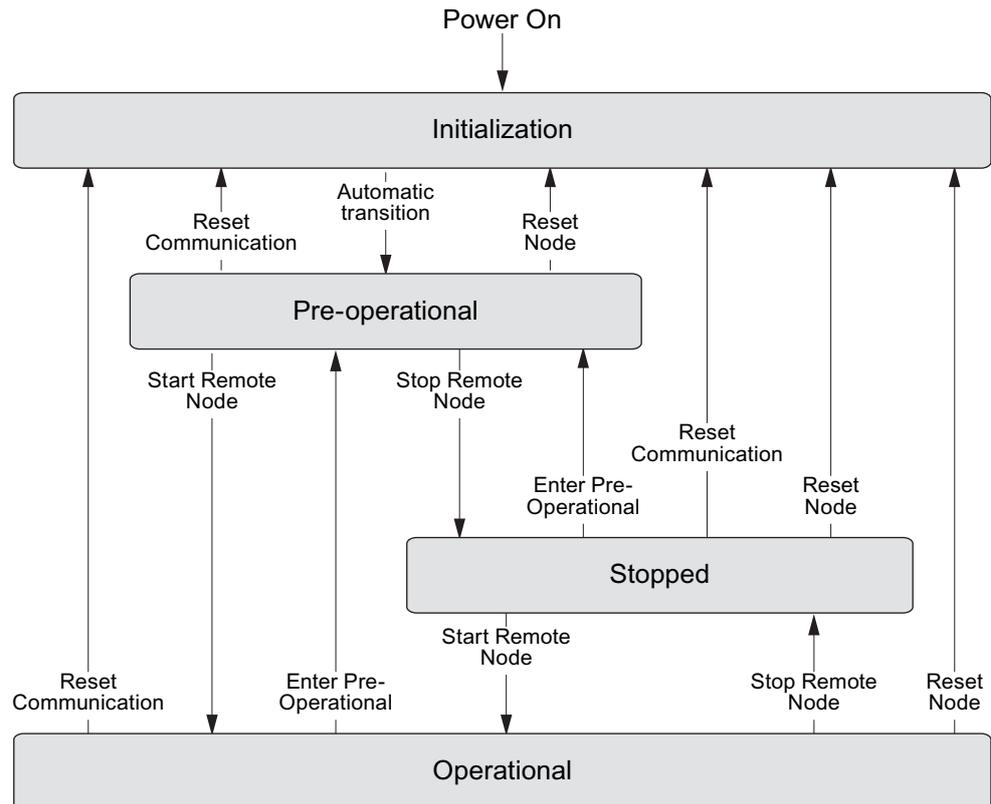 Power On
Initialization
Automatic
transition
Reset
Communication
Reset
Node
Pre-operational
Start Remote
Node
Stop Remote
Node
Reset
Communication
Enter Pre-
Operational
Reset
Node
Stopped
Start Remote
Node
Reset
Communication
Enter Pre-
Operational
Stop Remote
Node
Reset
Node
Operational